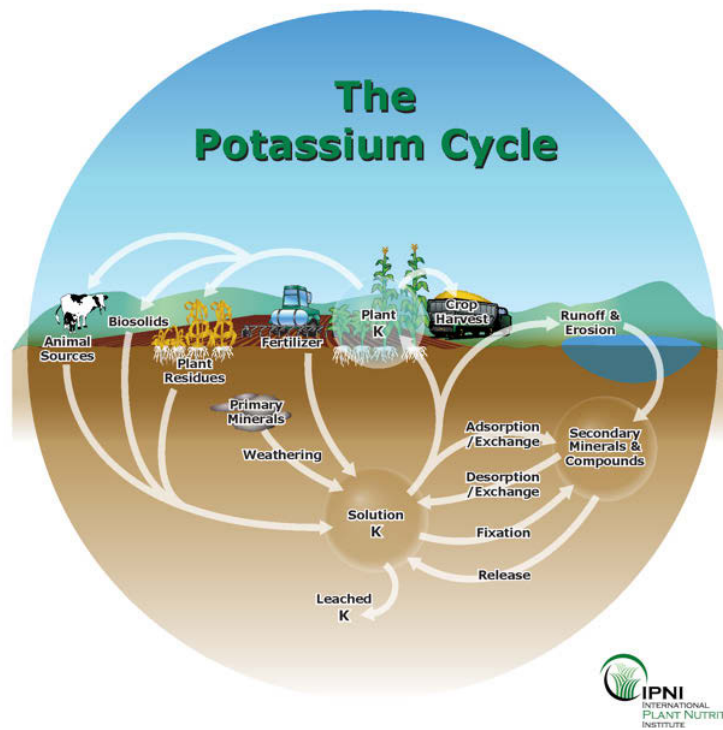 The
Potassium Cycle
Animal
Sources
Biosolids
Plant
Residues
Fertilizer
Plant
K
Crop
Harvest
Runoff &
Erosion
Primary
Minerals
Weathering
Adsorption
/Exchange
Secondary
Minerals &
Compounds
Desorption
/Exchange
Solution
K
Fixation
Release
Leached
K
IPNI
INTERNATIONAL
PLANT NUTRIT
INSTITUTE